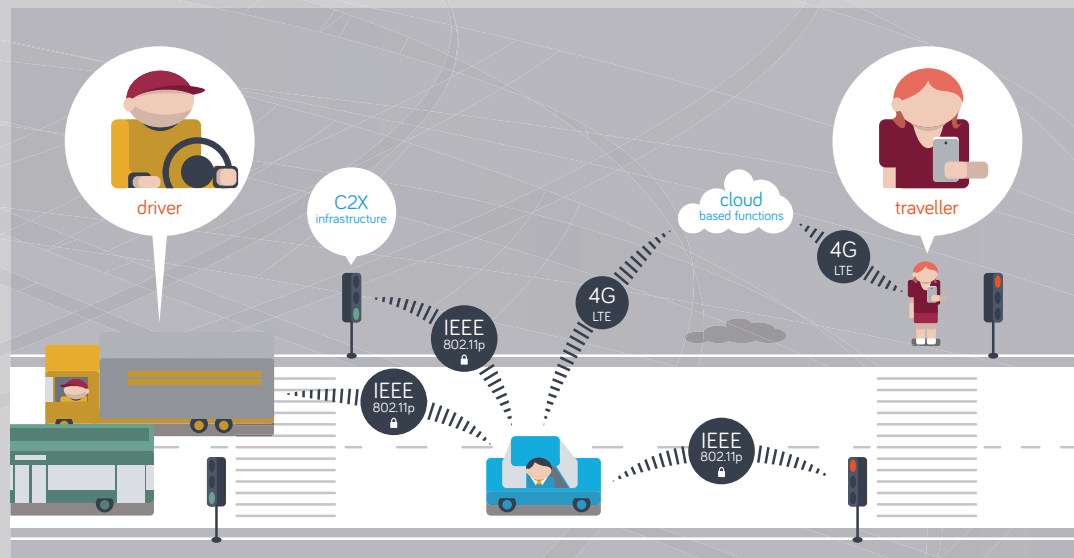 driver
C2X
infrastructure
cloud
based functions
traveller
4G
LTE
4G
LTE
IEEE
802.11p
IEEE
802.11p
IEEE
802.11p